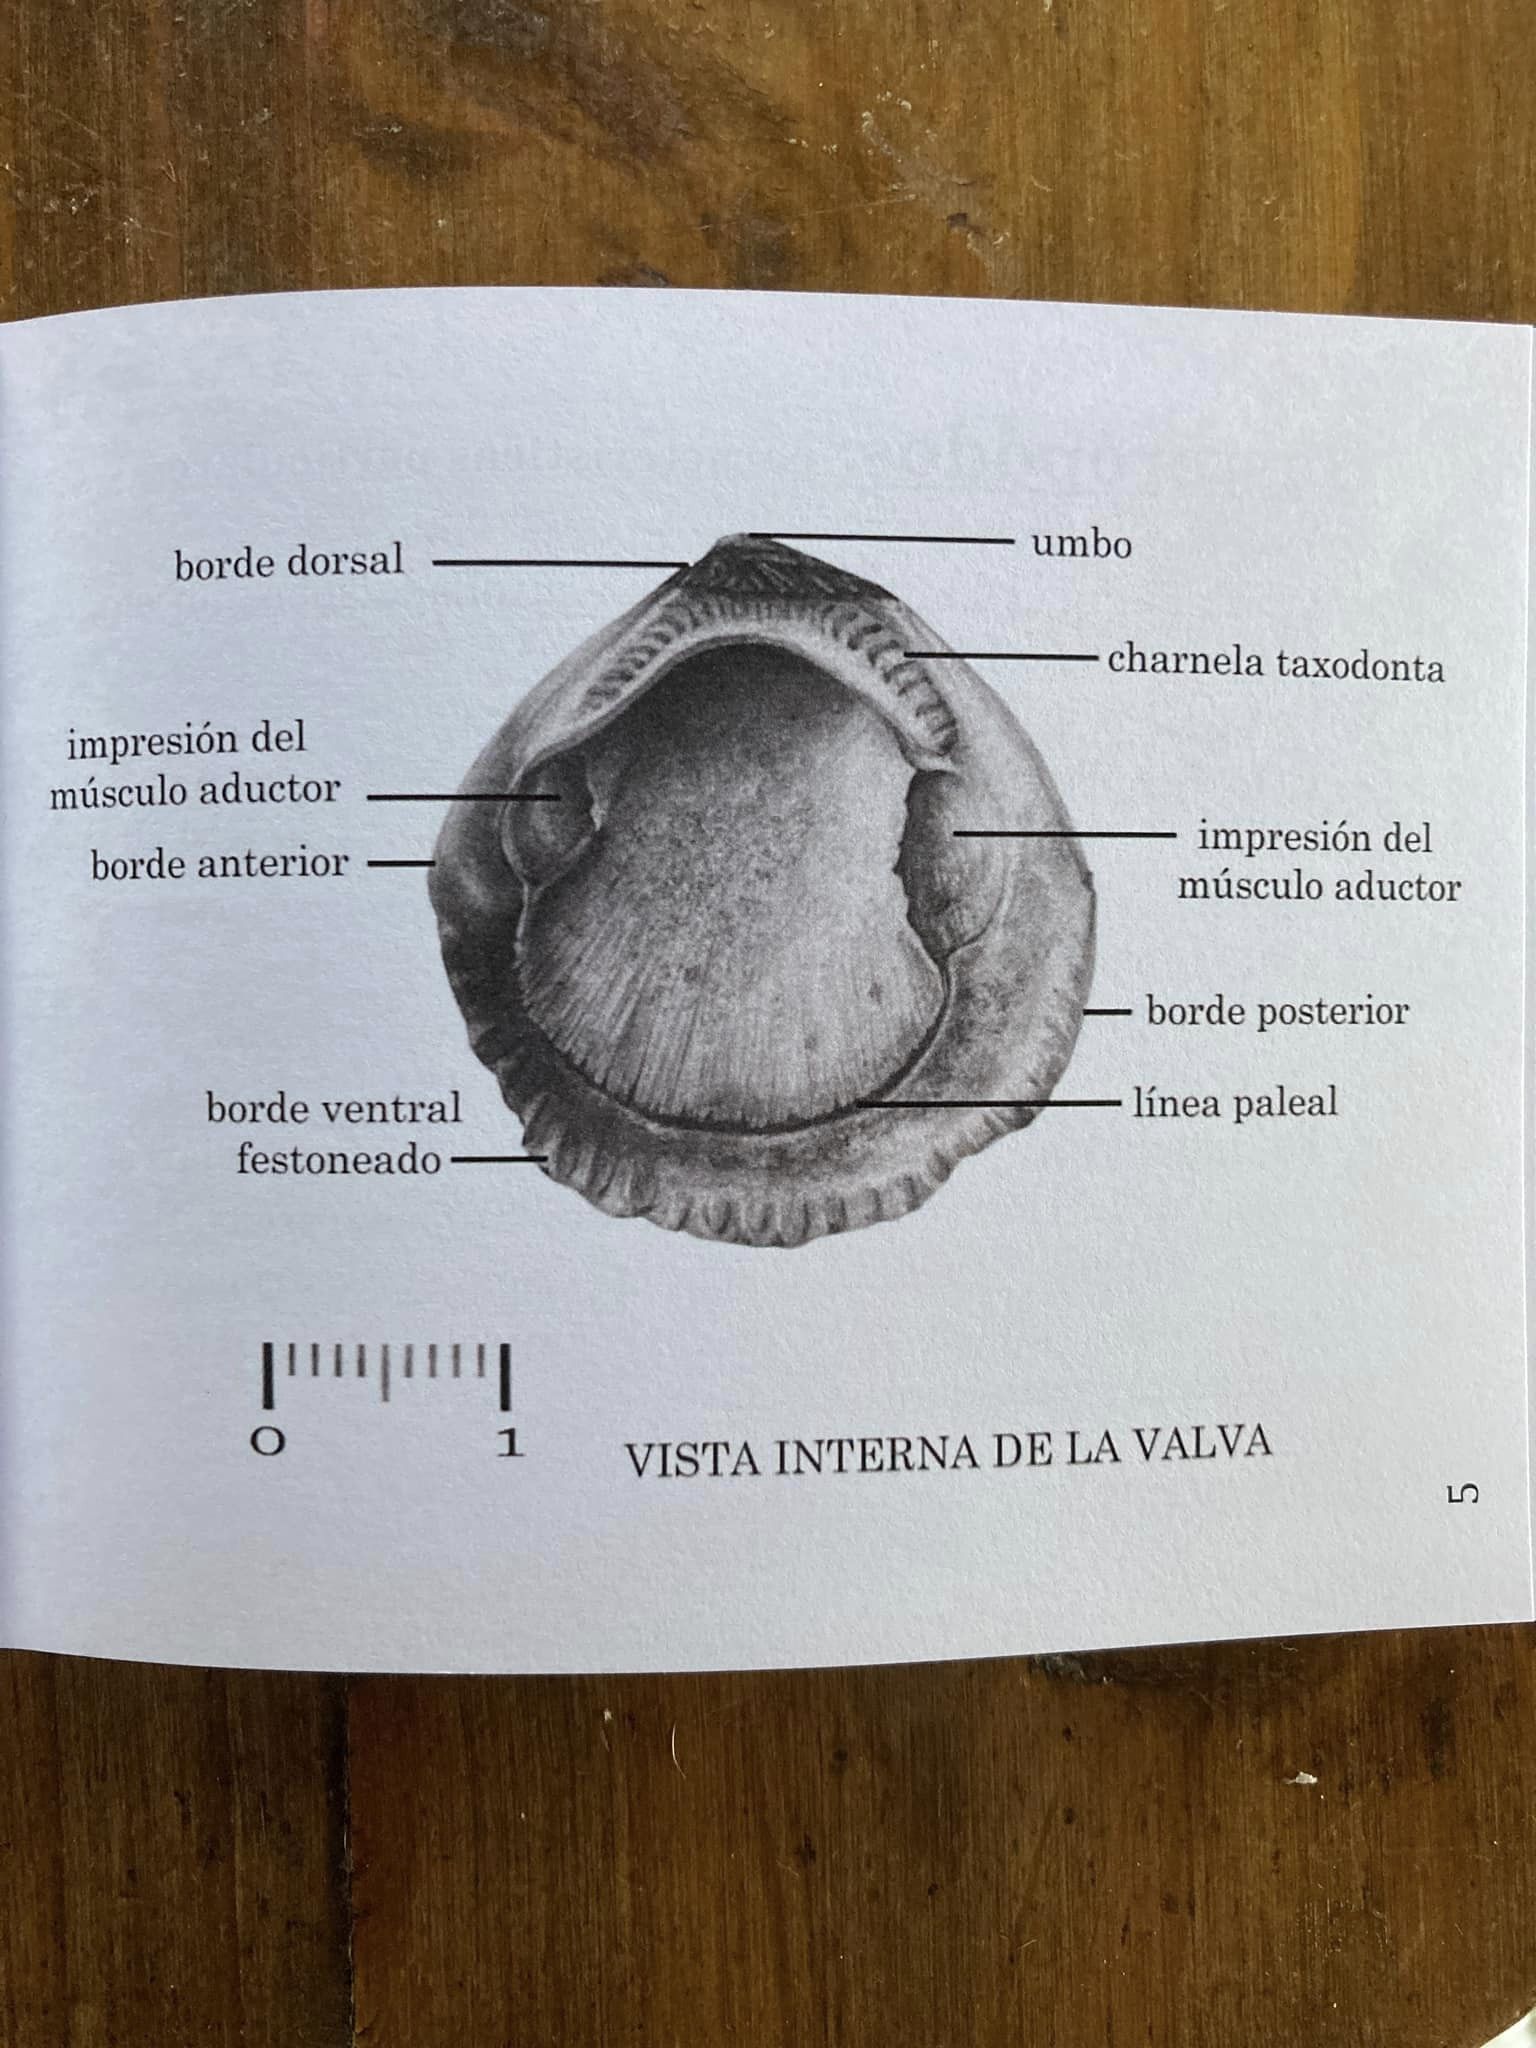 borde dorsal
umbo
charnela taxodonta
impresión del
músculo aductor
borde anterior
impresión del
músculo aductor
borde posterior
borde ventral
festoneado
línea paleal
0 1
VISTA INTERNA DE LA VALVA
5